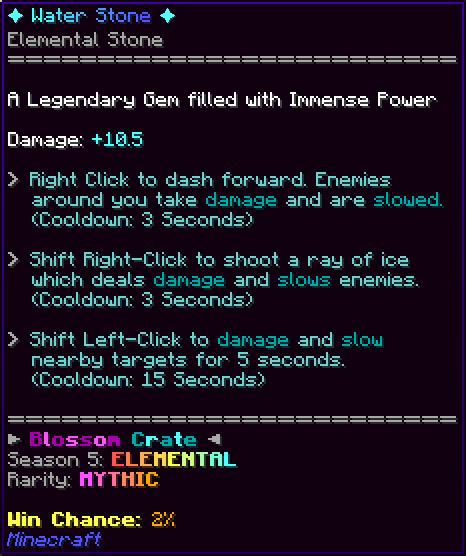 ✦ Water Stone ✦
Elemental Stone
================================
A Legendary Gem filled with Immense Power
Damage: +10.5
> Right Click to dash forward. Enemies
around you take damage and are slowed.
(Cooldown: 3 Seconds)
> Shift Right-Click to shoot a ray of ice
which deals damage and slows enemies.
(Cooldown: 3 Seconds)
> Shift Left-Click to damage and slow
nearby targets for 5 seconds.
(Cooldown: 15 Seconds)
================================
► Blossom Crate ◄
Season 5: ELEMENTAL
Rarity: MYTHIC
Win Chance: 2%
Minecraft